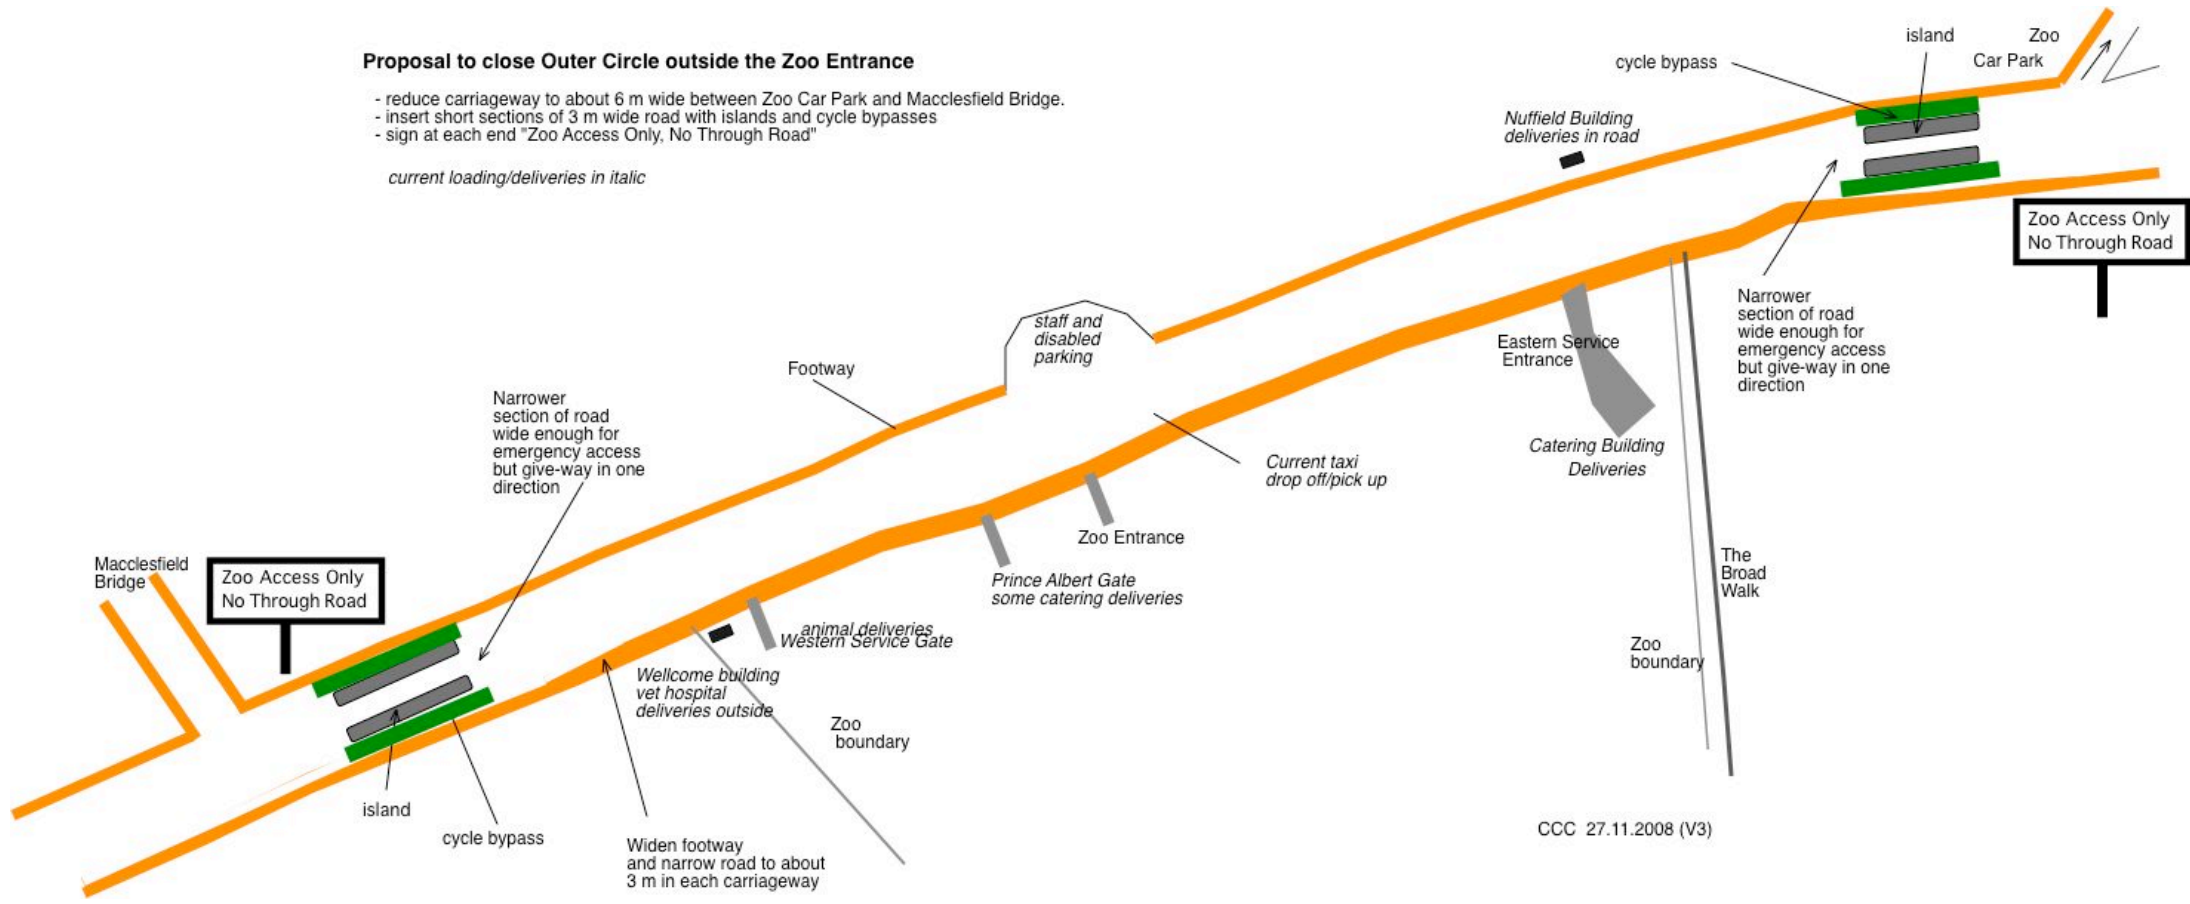 Proposal to close Outer Circle outside the Zoo Entrance
- reduce carriageway to about 6 m wide between Zoo Car Park and Macclesfield Bridge.
- insert short sections of 3 m wide road with islands and cycle bypasses
- sign at each end "Zoo Access Only, No Through Road"
current loading/deliveries in italic
island
Zoo
Car Park
cycle bypass
Nuffield Building
deliveries in road
Zoo Access Only
No Through Road
Narrower
section of road
wide enough for
emergency access
but give-way in one
direction
staff and
disabled
parking
Eastern Service
Entrance
Footway
Narrower
section of road
wide enough for
emergency access
but give-way in one
direction
Catering Building
Deliveries
Current taxi
drop off/pick up
Zoo Entrance
Macclesfield
Bridge
Zoo Access Only
No Through Road
Prince Albert Gate
some catering deliveries
The
Broad
Walk
animal deliveries
Western Service Gate
Zoo
boundary
Wellcome building
vet hospital
deliveries outside
Zoo
boundary
island
cycle bypass
Widen footway
and narrow road to about
3 m in each carriageway
CCC 27.11.2008 (V3)